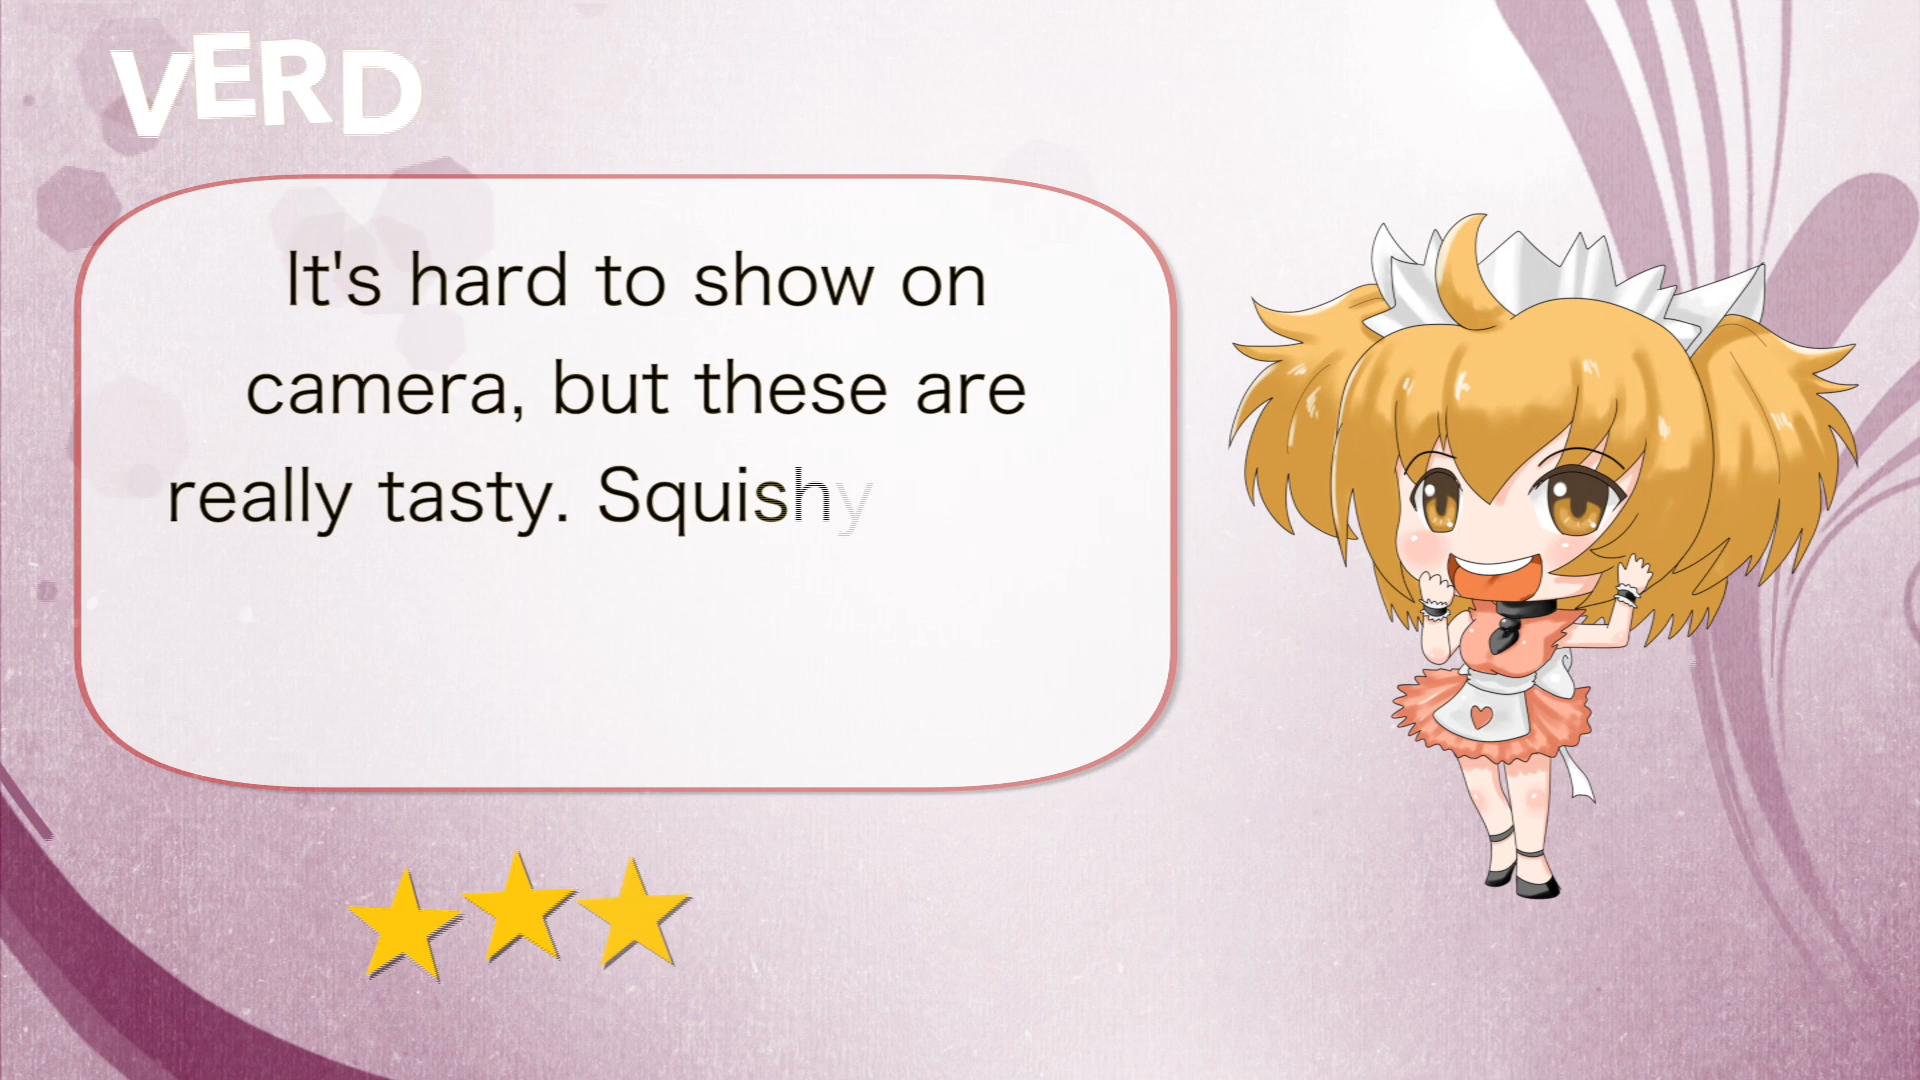 VERD
It's hard to show on
camera, but these are
really tasty. Squishy